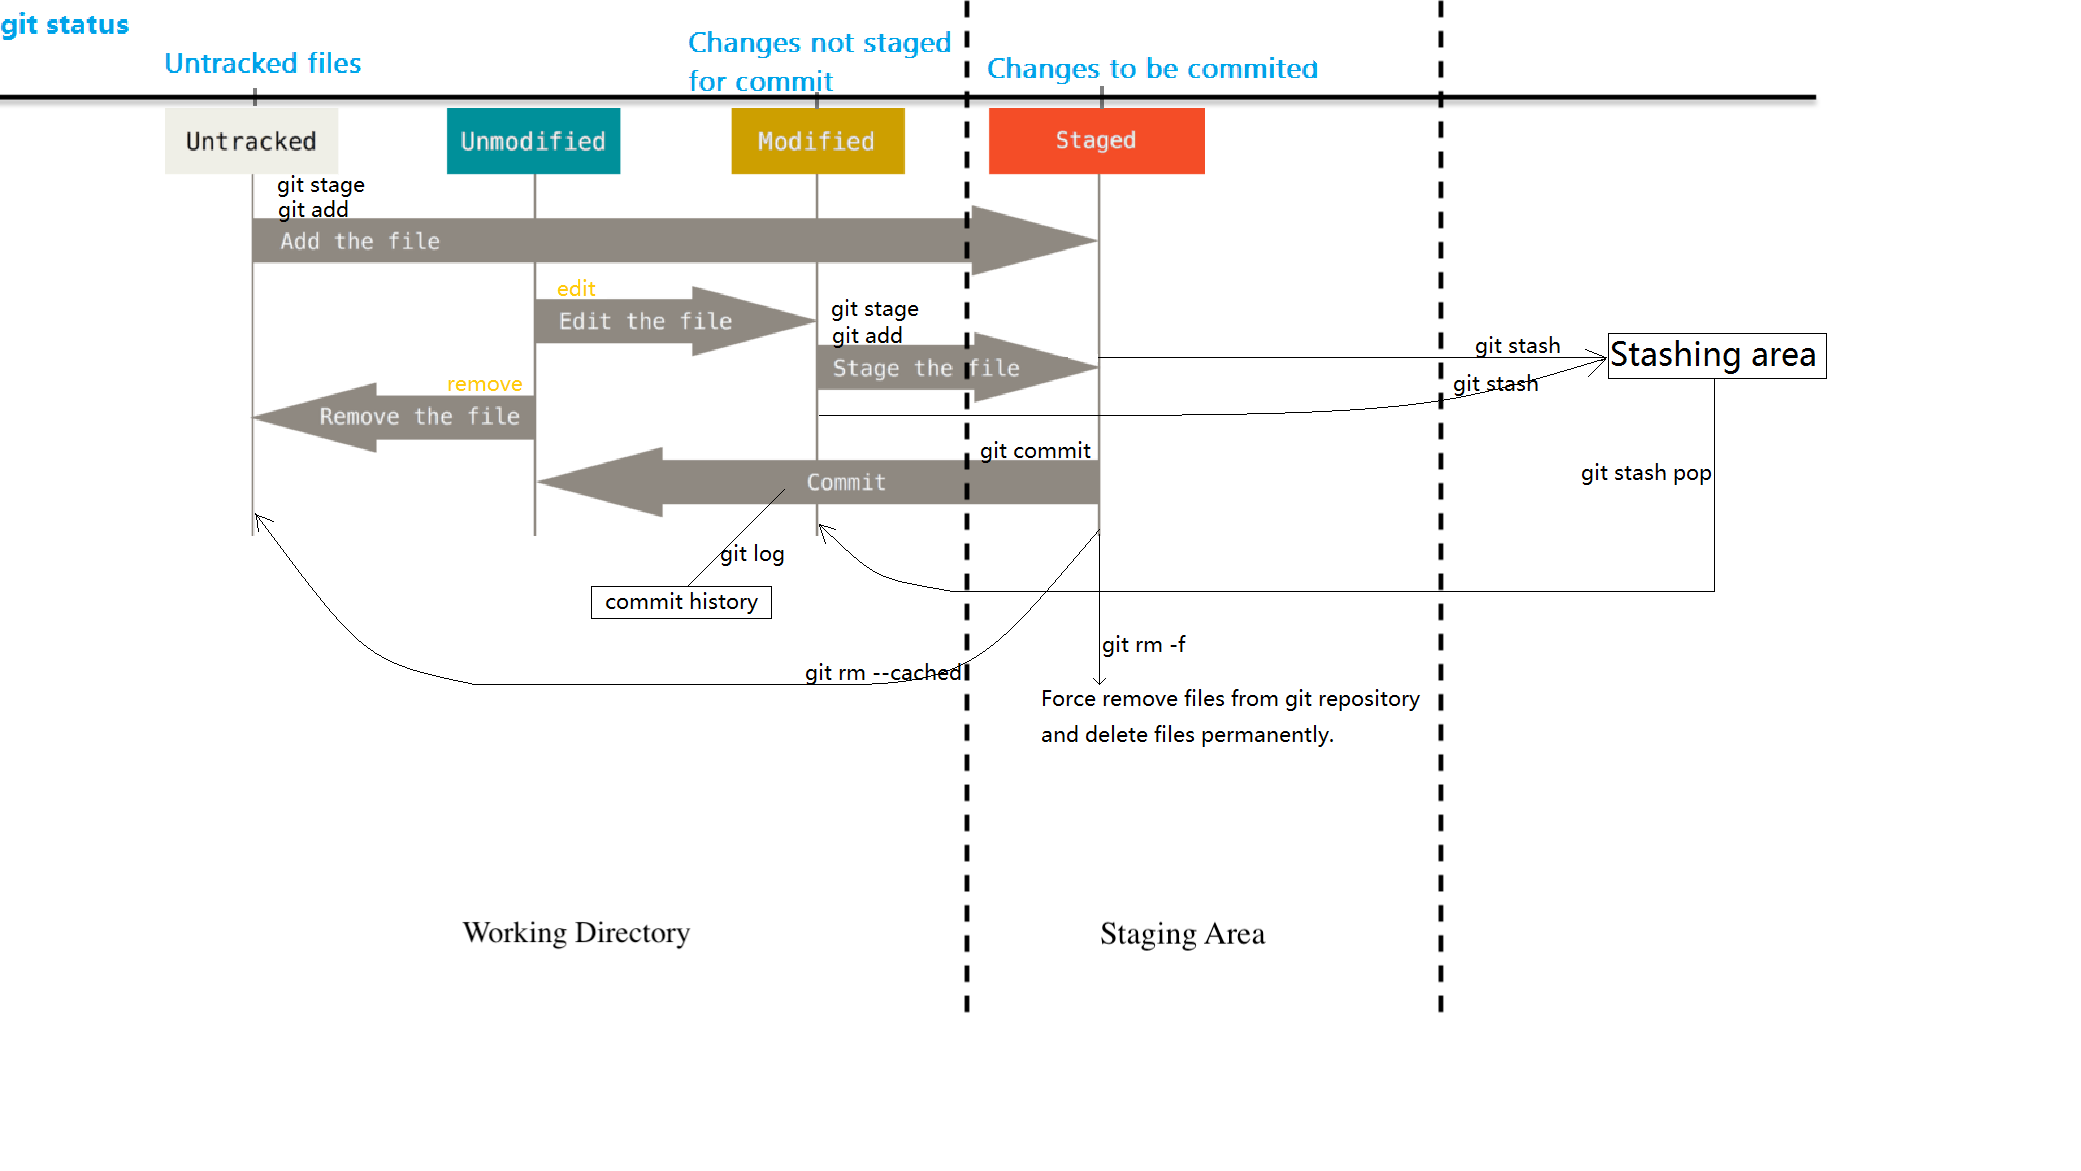 git status
Untracked files
Changes not staged
for commit
Changes to be commited
Untracked
Unmodified
Modified
Staged
git stage
git add
Add the file
edit
Edit the file
git stage
git add
Stage the file
git stash
Stashing area
git stash
remove
Remove the file
git commit
Commit
git stash pop
git log
commit history
git rm -f
git rm --cached
Force remove files from git repository
and delete files permanently.
Working Directory
Staging Area